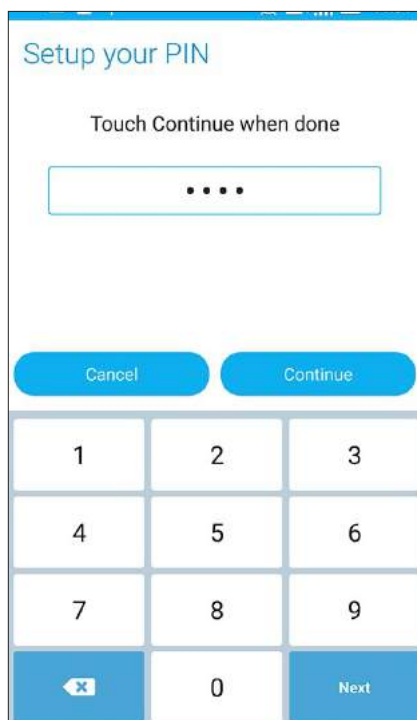 Setup your PIN
Touch Continue when done
••••
Cancel Continue
1 2 3
4 5 6
7 8 9
0 Next